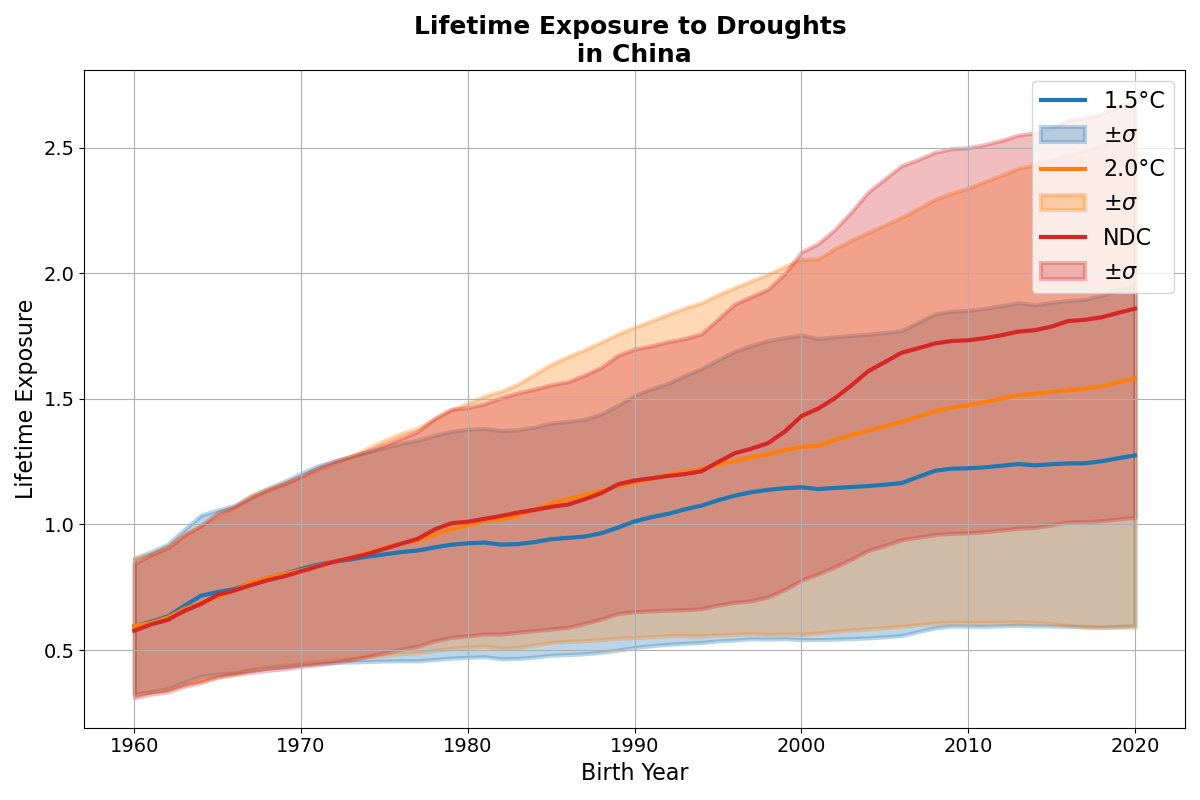 Lifetime Exposure to Droughts
in China
1.5°C
±σ
2.0°C
±σ
NDC
±σ
Lifetime Exposure
2.5
2.0
1.5
1.0
0.5
1960 1970 1980 1990 2000 2010 2020
Birth Year